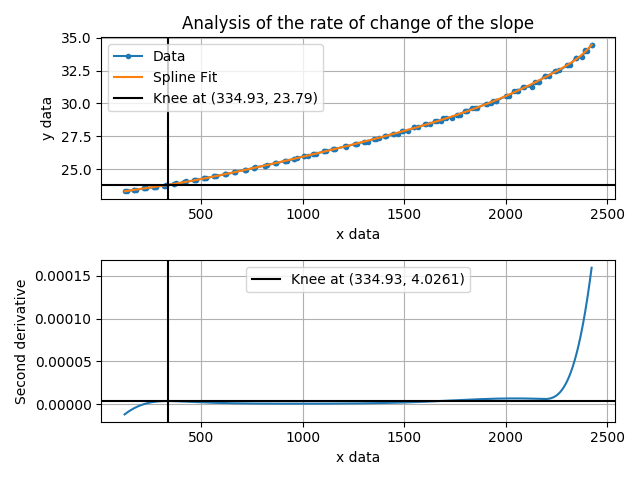 Analysis of the rate of change of the slope
35.0
32.5
30.0
27.5
25.0
y data
Data
Spline Fit
Knee at (334.93, 23.79)
500 1000 1500 2000 2500
x data
0.00015
0.00010
0.00005
0.00000
Second derivative
Knee at (334.93, 4.0261)
500 1000 1500 2000 2500
x data